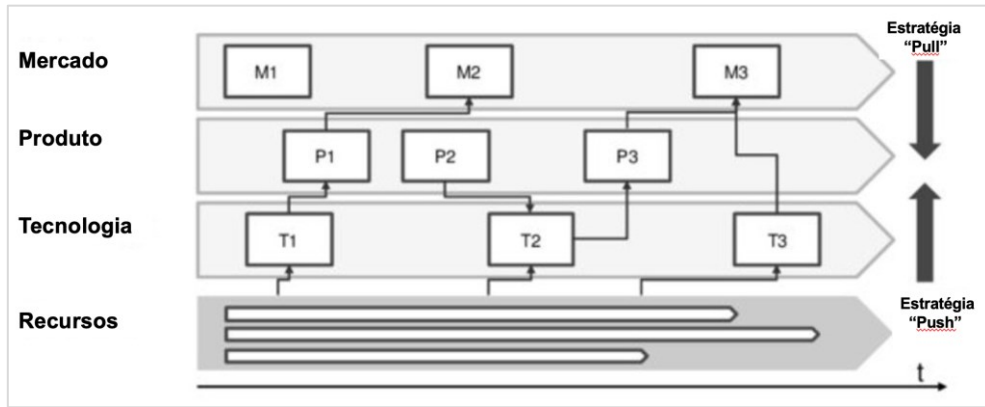 Estratégia
“Pull”
Mercado
M1
M2
M3
Produto
P1
P2
P3
Tecnologia
T1
T2
T3
Recursos
Estratégia
“Push”
t